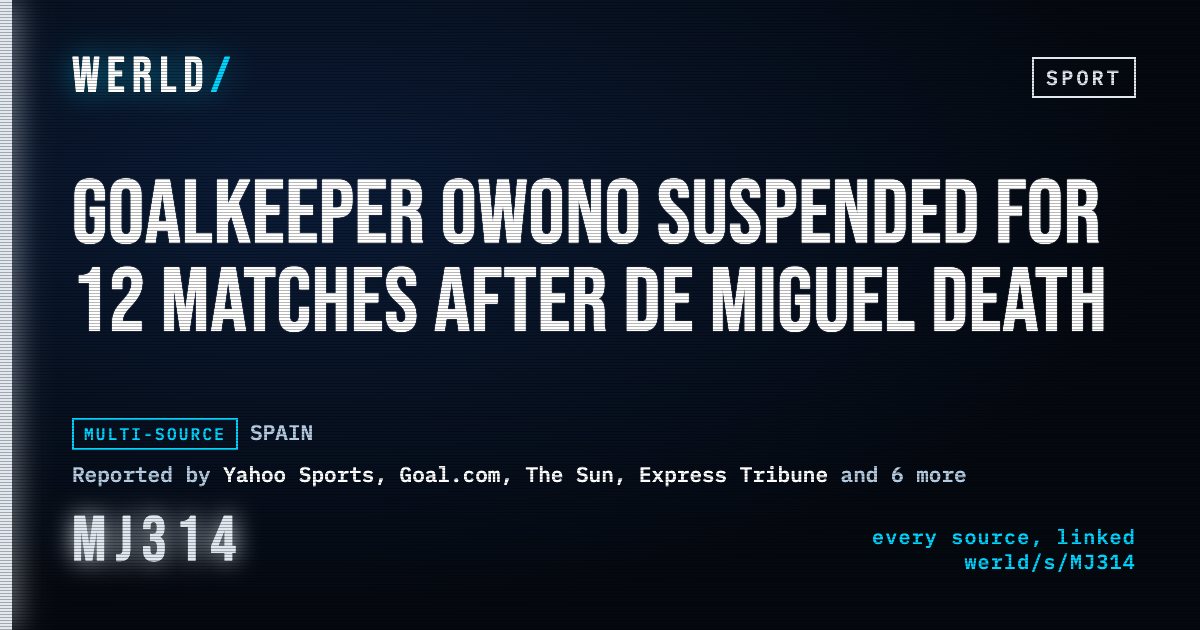 WERLD/
SPORT
GOALKEEPER OWONO SUSPENDED FOR
12 MATCHES AFTER DE MIGUEL DEATH
MULTI-SOURCE SPAIN
Reported by Yahoo Sports, Goal.com, The Sun, Express Tribune and 6 more
MJ314
every source, linked
werld/s/MJ314